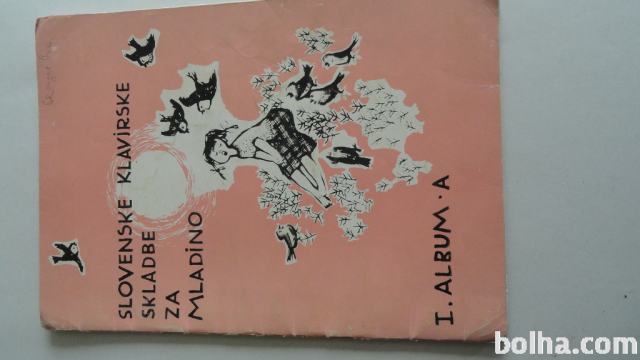 SLOVENSKE KLAVIRSKE
SKLADBE
ZA
MLADINO
I. ALBUM · A
bolha.com